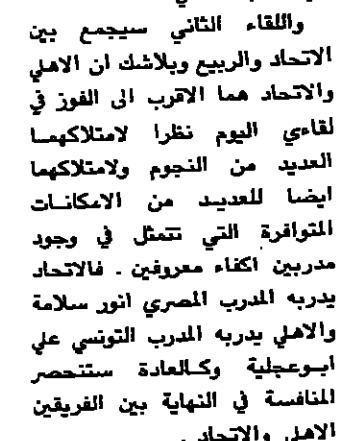 واللقاء الثاني سيجمع بين
الاتحاد والربيع وبلاشك ان الاهلي
والاتحاد هما الاقرب الى الفوز في
لقاءي اليوم نظرا لامتلاكهما
العديد من النجوم ولامتلاكهما
ايضا للعديد من الامكانات
المتوافرة التي تتمثل في وجود
مدربين اكفاء معروفين . فالاتحاد
يدربه المدرب المصري انور سلامة
والاهلي يدربه المدرب التونسي علي
ابوعجلية وكالعادة ستنحصر
المنافسة في النهاية بين الفريقين
الاهلي والاتحاد .